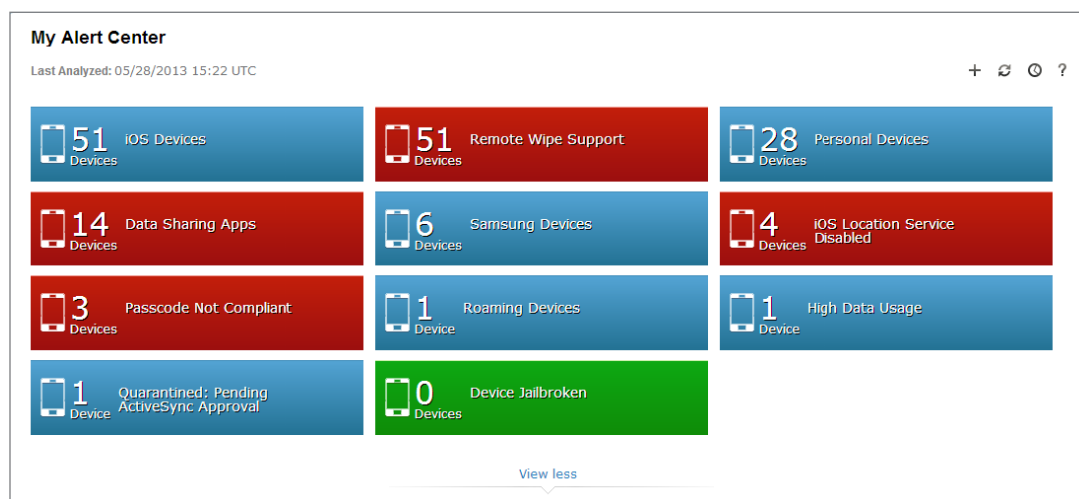 My Alert Center
Last Analyzed: 05/28/2013 15:22 UTC
+ ?
51 iOS Devices
Devices
51 Remote Wipe Support
Devices
28 Personal Devices
Devices
14 Data Sharing Apps
Devices
6 Samsung Devices
Devices
4 iOS Location Service
Devices Disabled
3 Passcode Not Compliant
Devices
1 Roaming Devices
Device
1 High Data Usage
Device
1 Quarantined: Pending
Device ActiveSync Approval
0 Device Jailbroken
Devices
View less